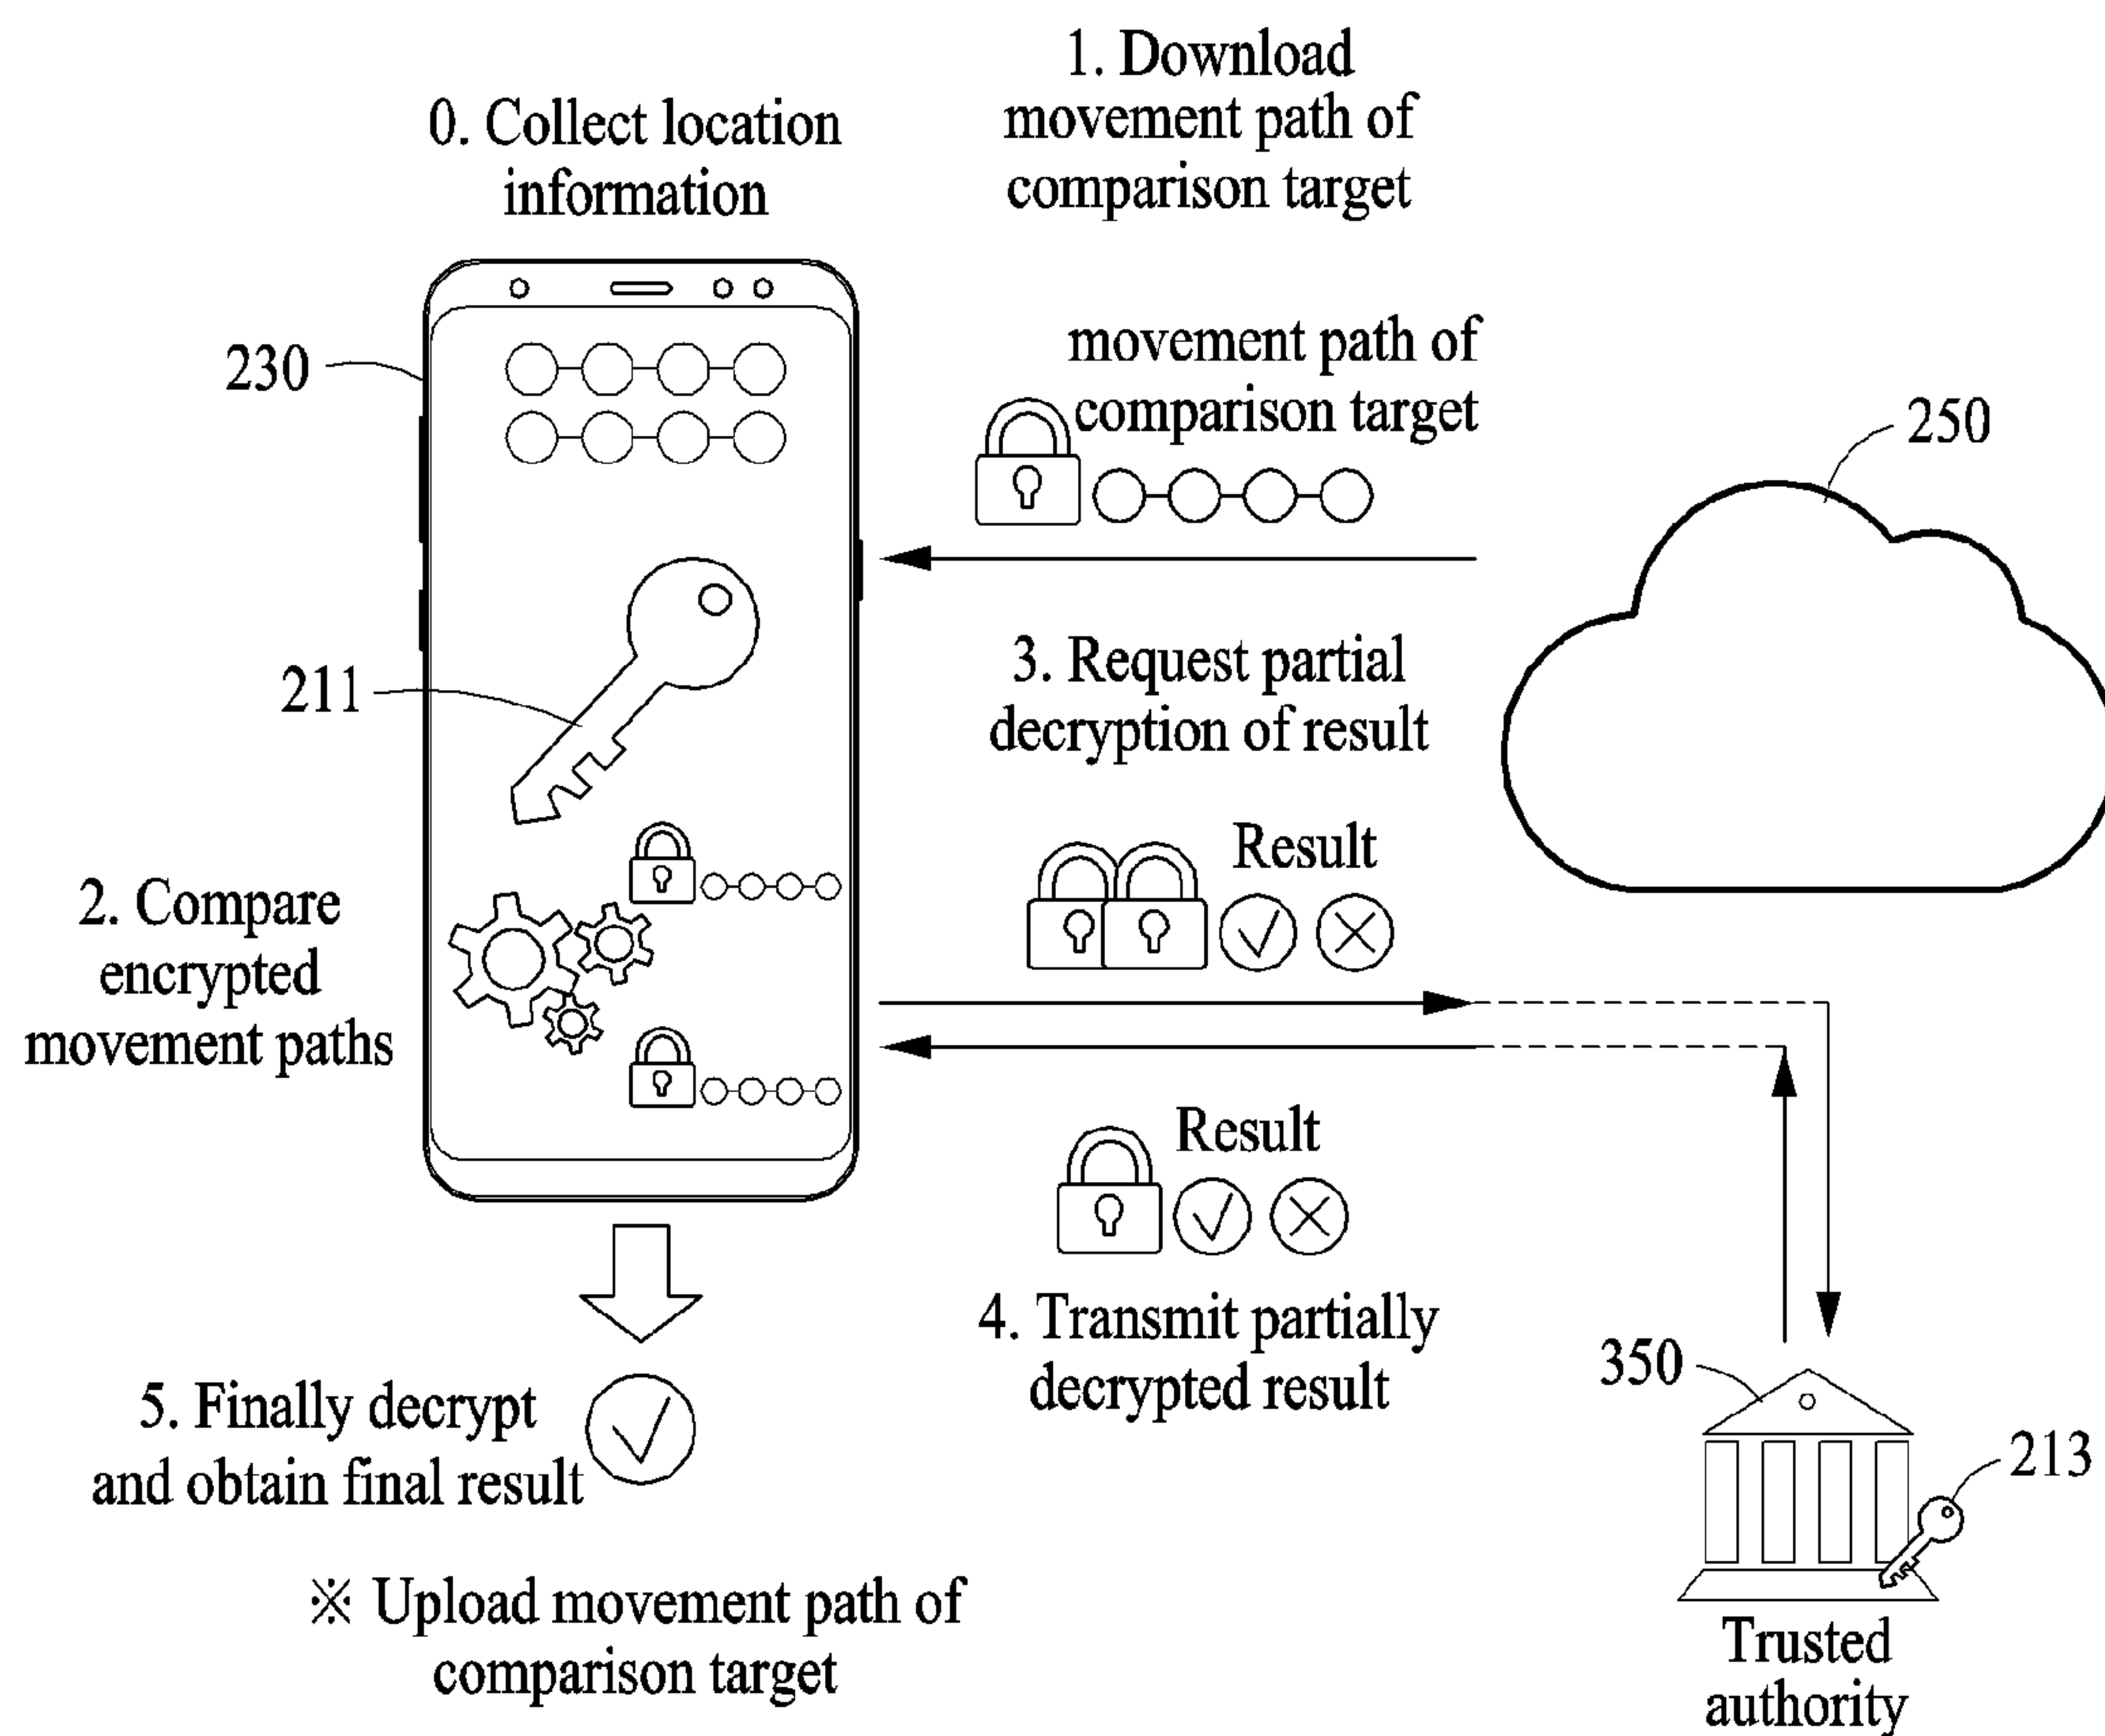 0. Collect location
information
1. Download
movement path of
comparison target
230
movement path of
comparison target
250
211
3. Request partial
decryption of result
2. Compare
encrypted
movement paths
Result
Result
4. Transmit partially
decrypted result
350
213
Trusted
authority
5. Finally decrypt
and obtain final result
※ Upload movement path of
comparison target